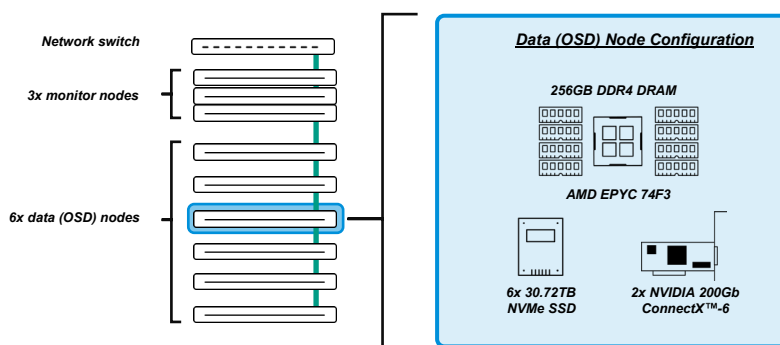 Network switch
3x monitor nodes
6x data (OSD) nodes
Data (OSD) Node Configuration
256GB DDR4 DRAM
AMD EPYC 74F3
6x 30.72TB
NVMe SSD
2x NVIDIA 200Gb
ConnectX™-6